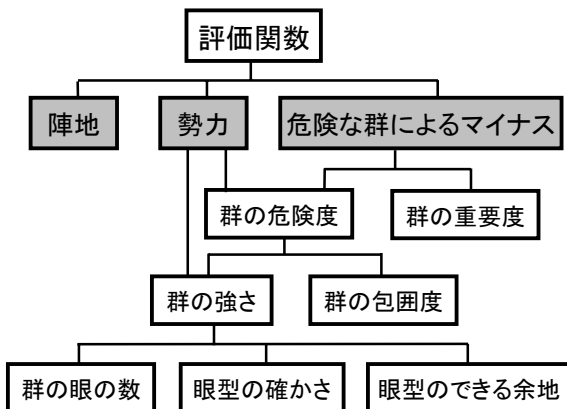 評価関数
陣地
勢力
危険な群によるマイナス
群の危険度
群の重要度
群の強さ
群の包囲度
群の眼の数
眼型の確かさ
眼型のできる余地